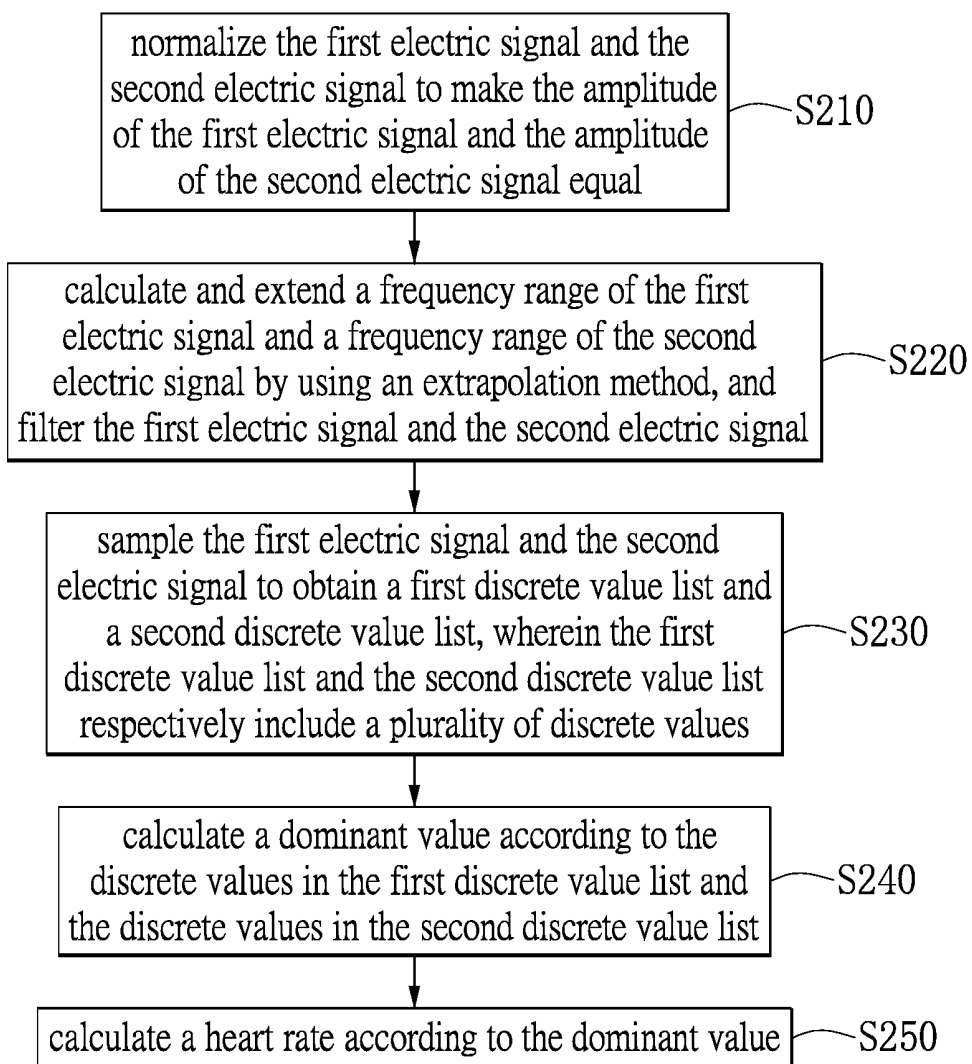 normalize the first electric signal and the
second electric signal to make the amplitude
of the first electric signal and the amplitude
of the second electric signal equal
S210
calculate and extend a frequency range of the first
electric signal and a frequency range of the second
electric signal by using an extrapolation method, and
filter the first electric signal and the second electric signal
S220
sample the first electric signal and the second
electric signal to obtain a first discrete value list and
a second discrete value list, wherein the first
discrete value list and the second discrete value list
respectively include a plurality of discrete values
S230
calculate a dominant value according to the
discrete values in the first discrete value list and
the discrete values in the second discrete value list
S240
calculate a heart rate according to the dominant value
S250